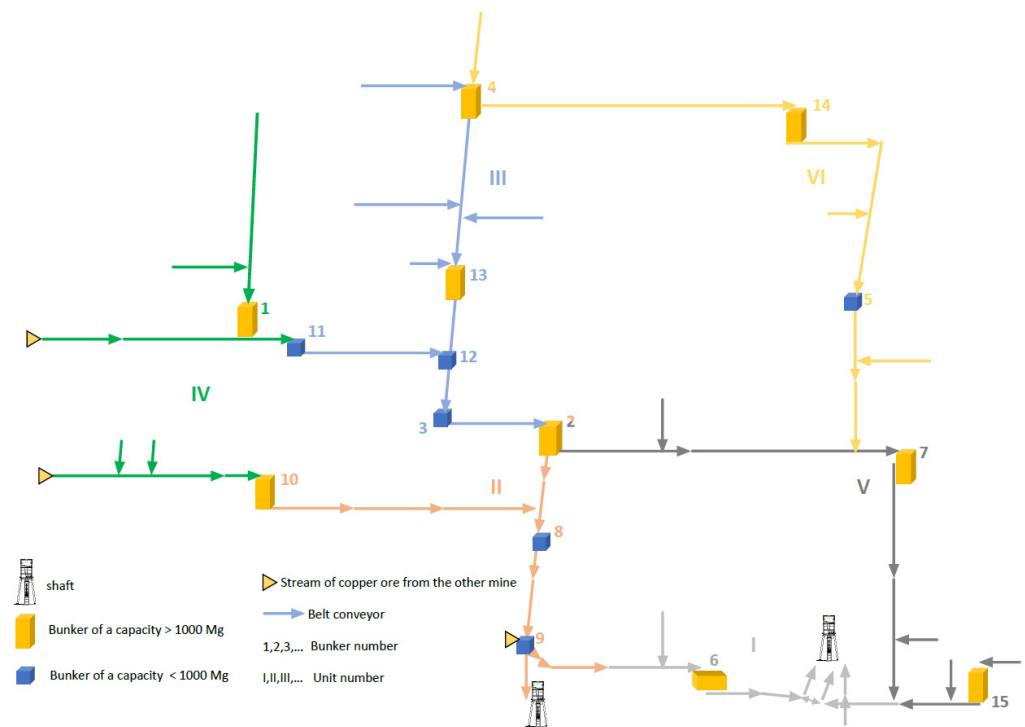 4
14
III
VI
13
1
5
11
12
IV
3
2
7
10
II
V
8
shaft
Stream of copper ore from the other mine
Bunker of a capacity > 1000 Mg
Belt conveyor
1,2,3,... Bunker number
Bunker of a capacity < 1000 Mg
I,II,III,... Unit number
9
I
6
15